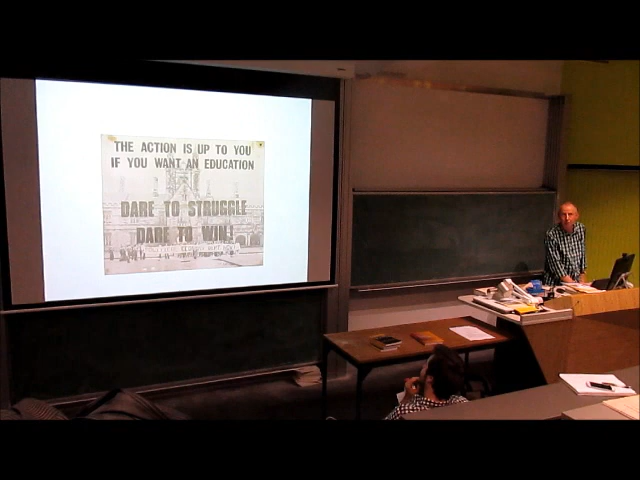 THE ACTION IS UP TO YOU
IF YOU WANT AN EDUCATION
DARE TO STRUGGLE
DARE TO WIN!